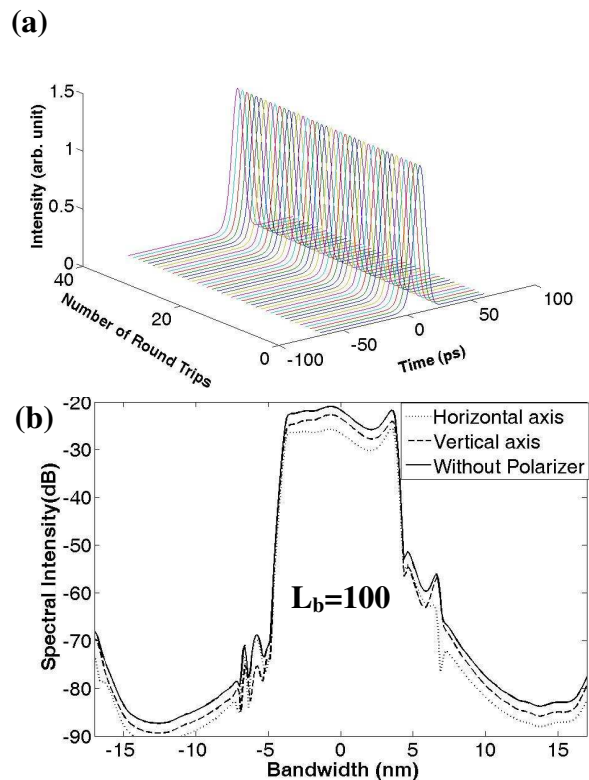 (a)
1.5
1
0.5
0
Intensity (arb. unit)
40
20
0
Number of Round Trips
-100
-50
0
50
100
Time (ps)
(b)
-20
-30
-40
-50
-60
-70
-80
-90
Spectral Intensity(dB)
Horizontal axis
Vertical axis
Without Polarizer
L_b=100
-15
-10
-5
0
5
10
15
Bandwidth (nm)